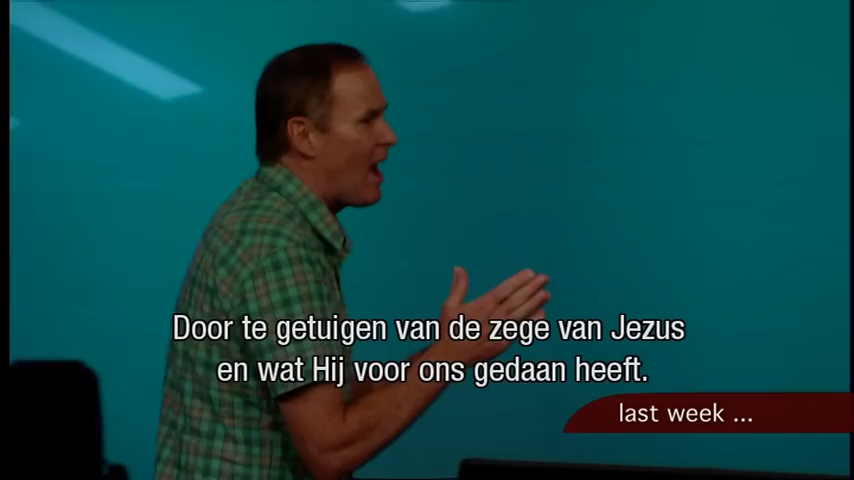 Door te getuigen van de zege van Jezus
en wat Hij voor ons gedaan heeft.
last week ...